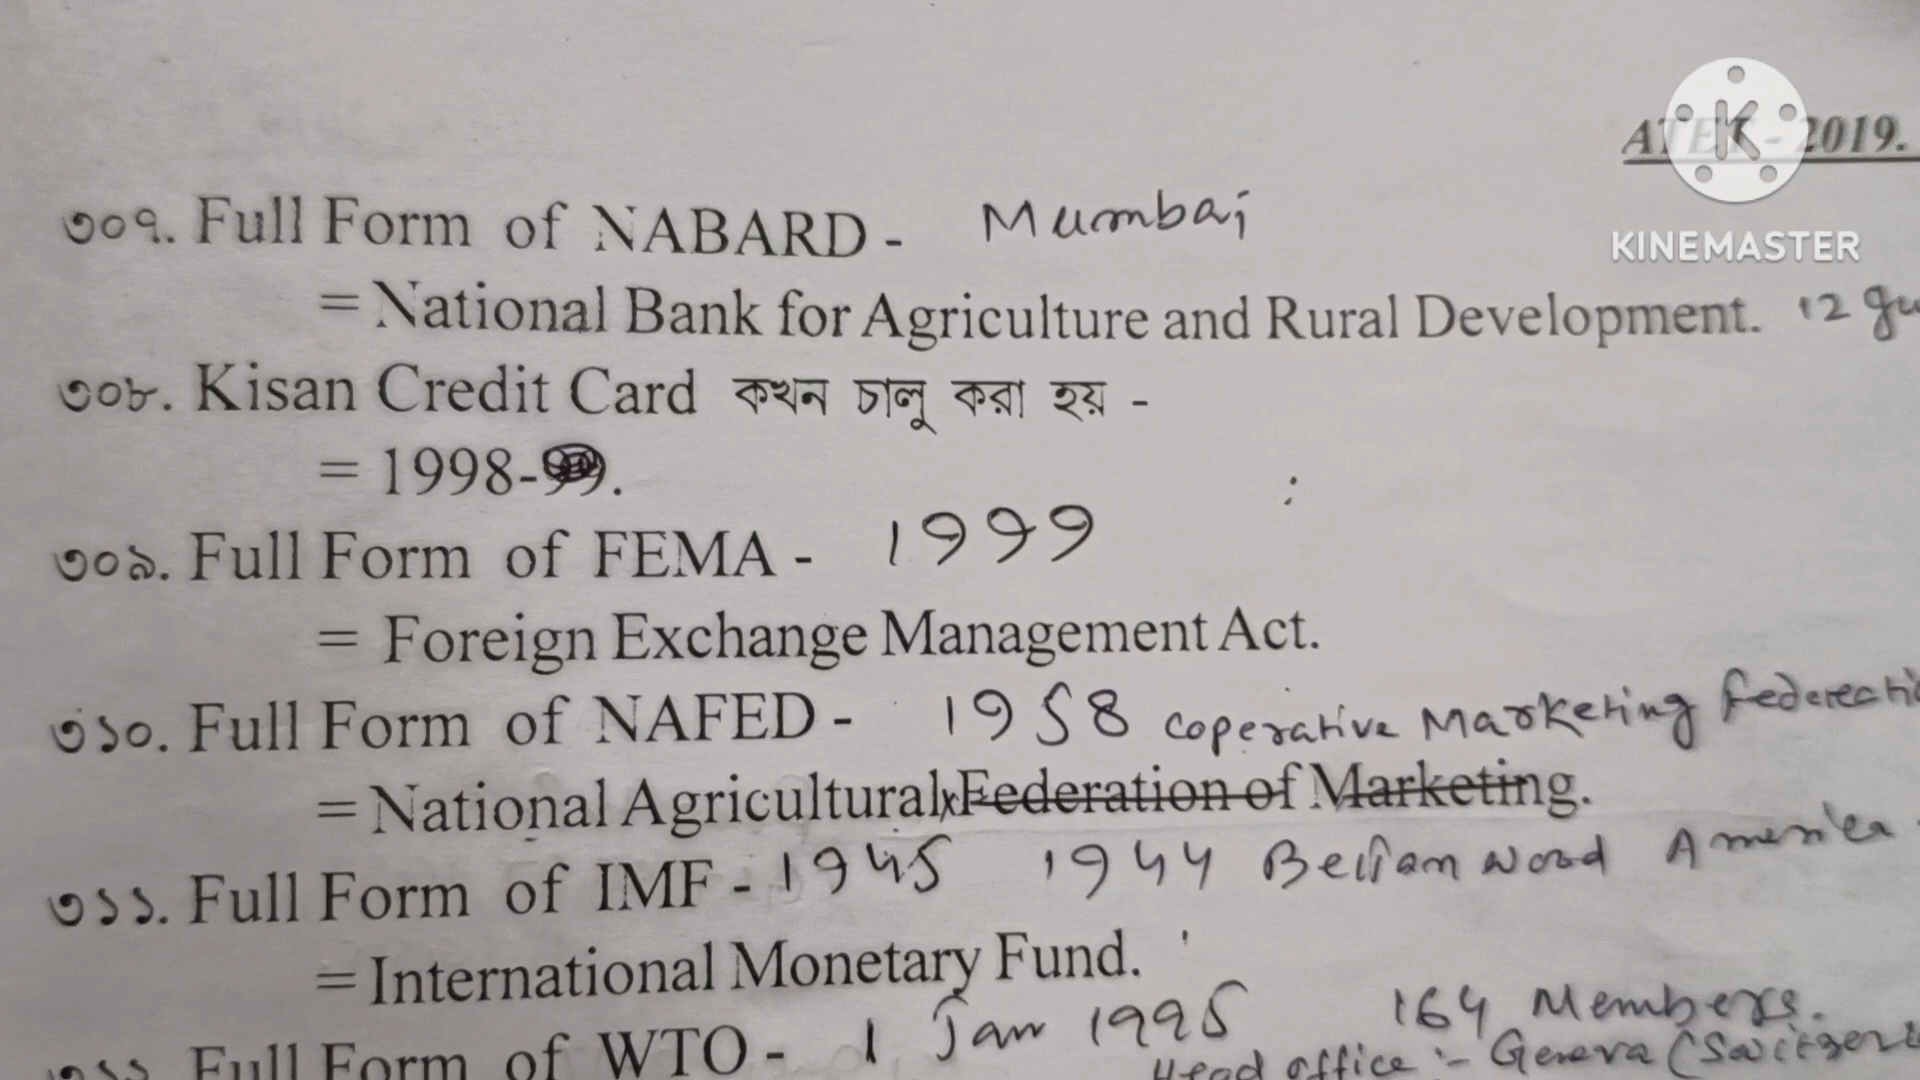 ATET - 2019.
KINEMASTER
৩০৭. Full Form of NABARD - Mumbai
= National Bank for Agriculture and Rural Development. 12
৩০৮. Kisan Credit Card কখন চালু করা হয় -
= 1998-99.
৩০৯. Full Form of FEMA - 1999
= Foreign Exchange Management Act.
৩১০. Full Form of NAFED - 1958 coperative Marketing
= National Agricultural Federation of Marketing.
৩১১. Full Form of IMF - 1945 1944 wood America
= International Monetary Fund.
164 Members.
Full Form of WTO - 1 Jan 1995
Head office :- Geneva